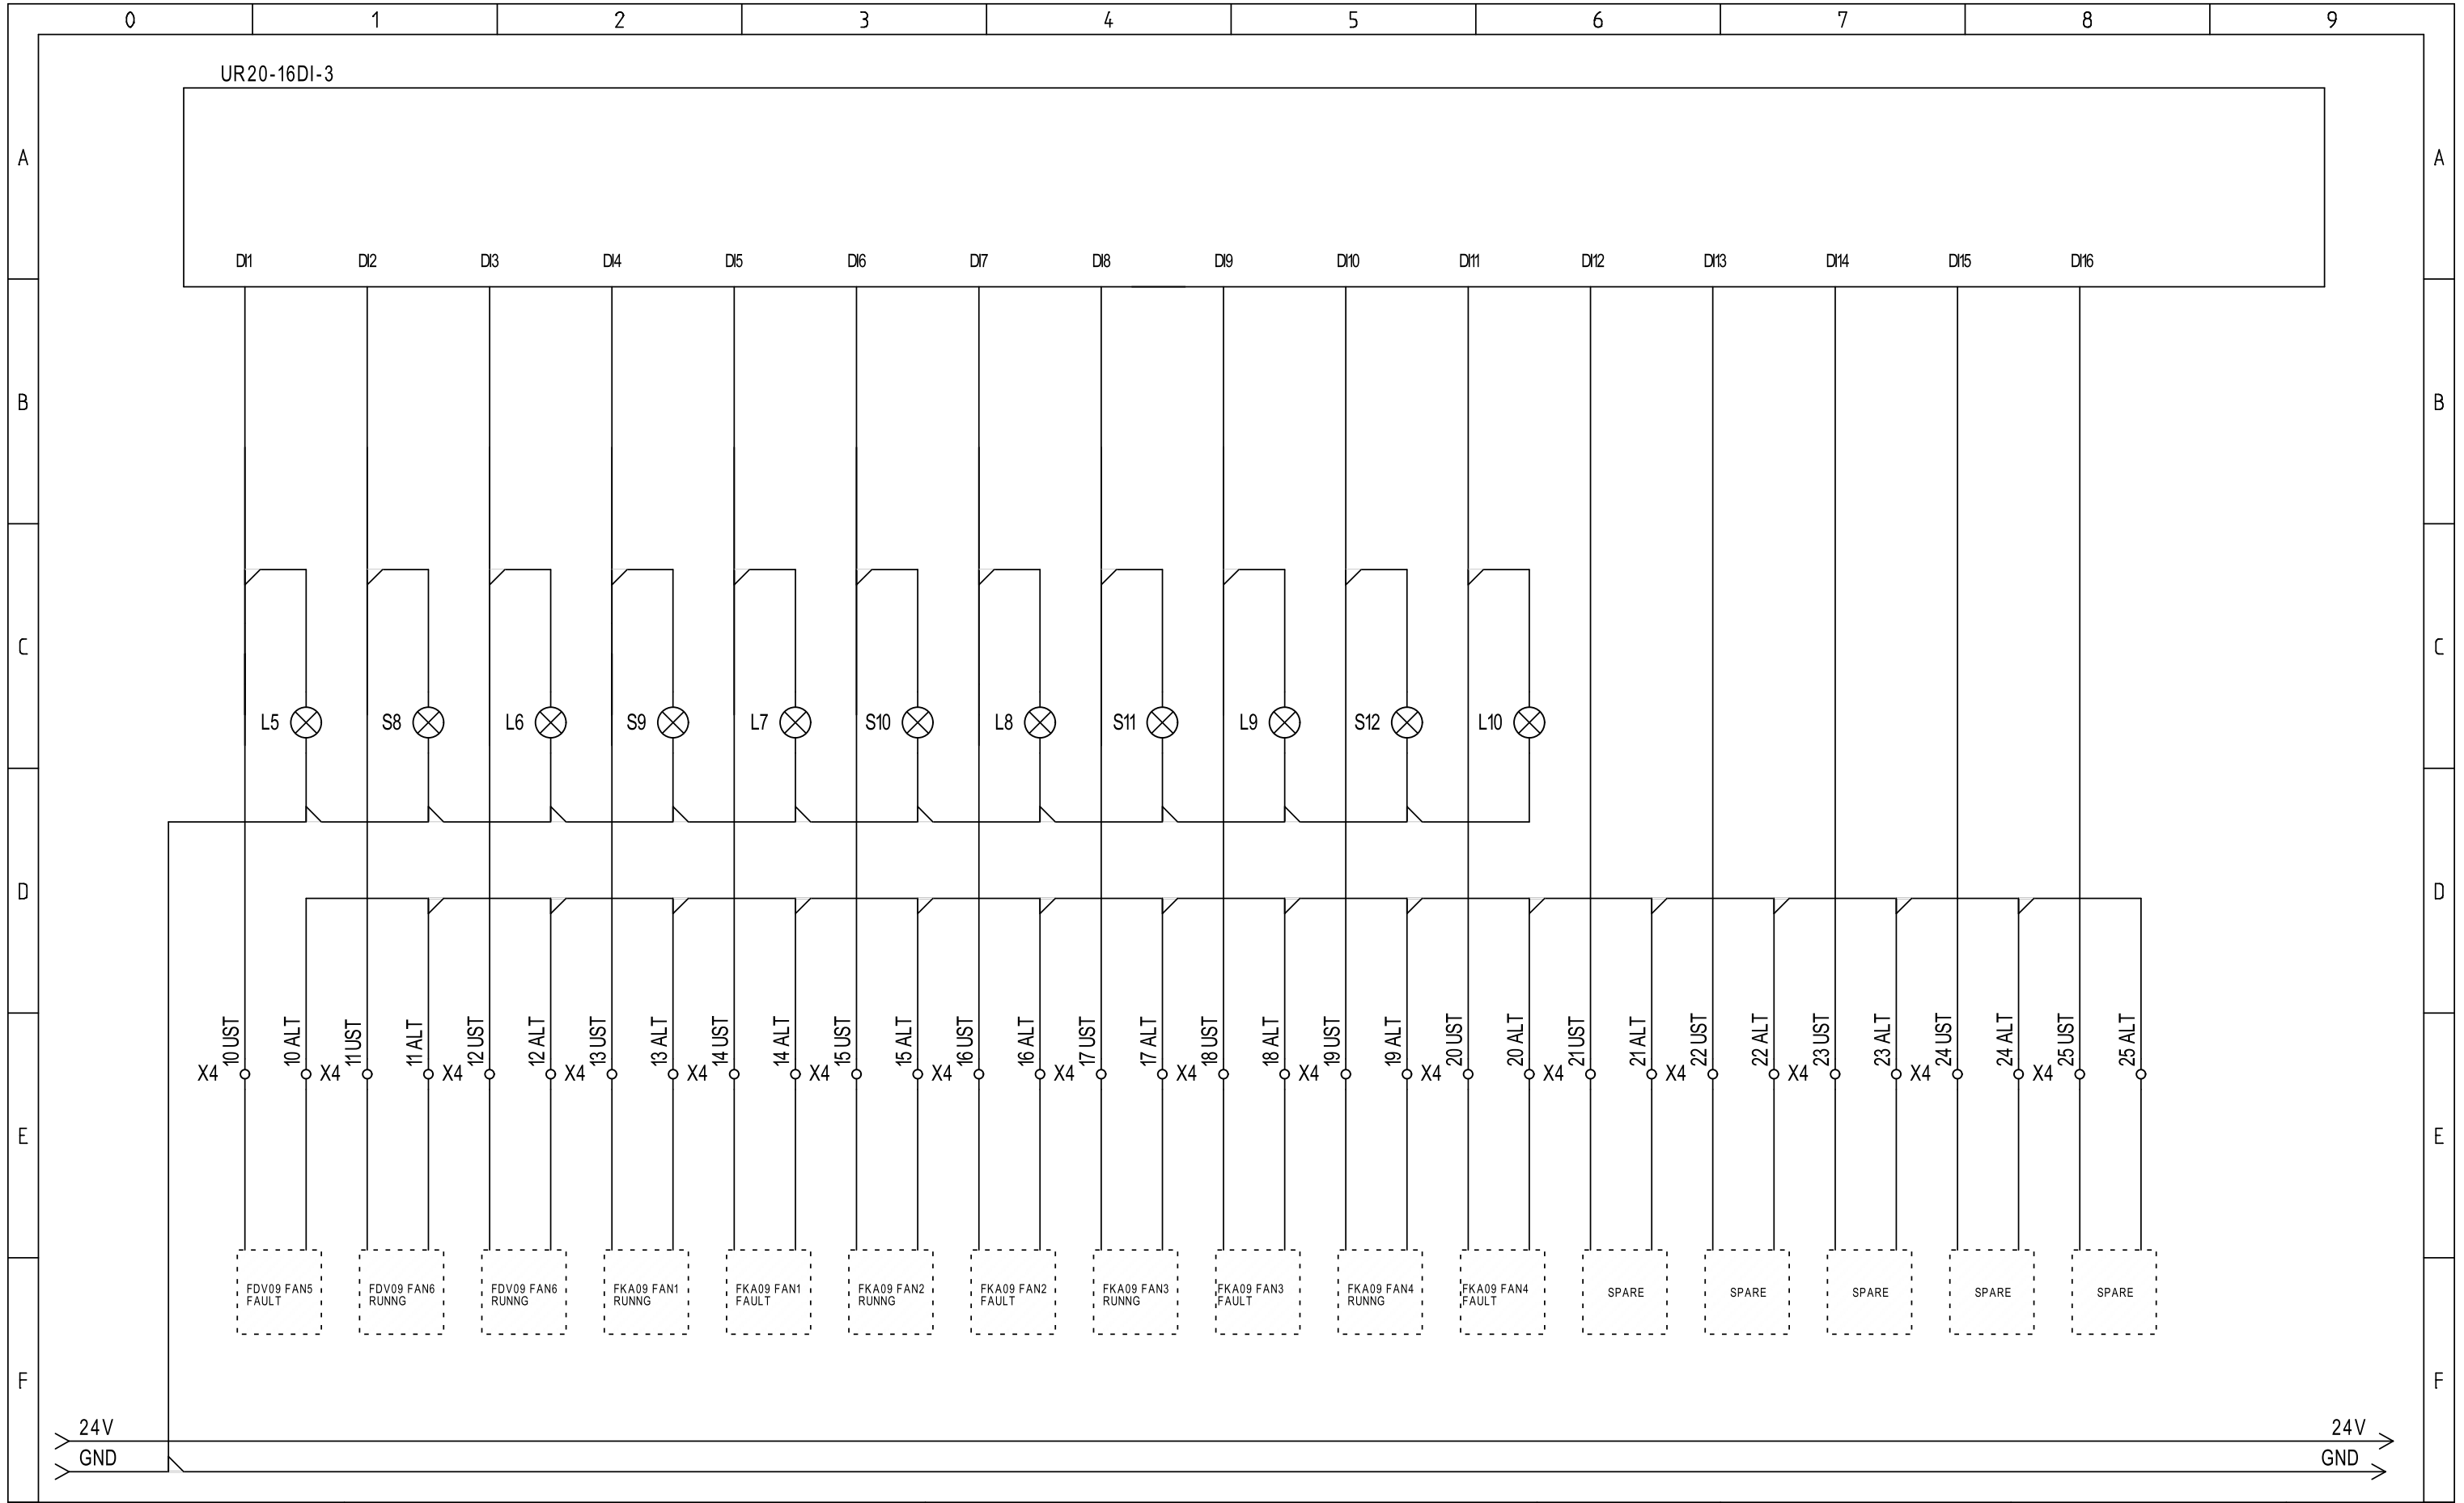 0 1 2 3 4 5 6 7 8 9
UR20-16DI-3
A A
DI1 DI2 DI3 DI4 DI5 DI6 DI7 DI8 DI9 DI10 DI11 DI12 DI13 DI14 DI15 DI16
B B
C C
L5 S8 L6 S9 L7 S10 L8 S11 L9 S12 L10
D D
10 UST 10 ALT 11 UST 11 ALT 12 UST 12 ALT 13 UST 13 ALT 14 UST 14 ALT 15 UST 15 ALT 16 UST 16 ALT 17 UST 17 ALT 18 UST 18 ALT 19 UST 19 ALT 20 UST 20 ALT 21 UST 21 ALT 22 UST 22 ALT 23 UST 23 ALT 24 UST 24 ALT 25 UST 25 ALT
X4 X4 X4 X4 X4 X4 X4 X4 X4 X4 X4 X4 X4 X4 X4 X4
E E
FDV09 FAN5
FAULT
FDV09 FAN6
RUNNG
FDV09 FAN6
RUNNG
FKA09 FAN1
RUNNG
FKA09 FAN1
FAULT
FKA09 FAN2
RUNNG
FKA09 FAN2
FAULT
FKA09 FAN3
RUNNG
FKA09 FAN3
FAULT
FKA09 FAN4
RUNNG
FKA09 FAN4
FAULT
SPARE
SPARE
SPARE
SPARE
SPARE
F F
24V 24V
GND GND